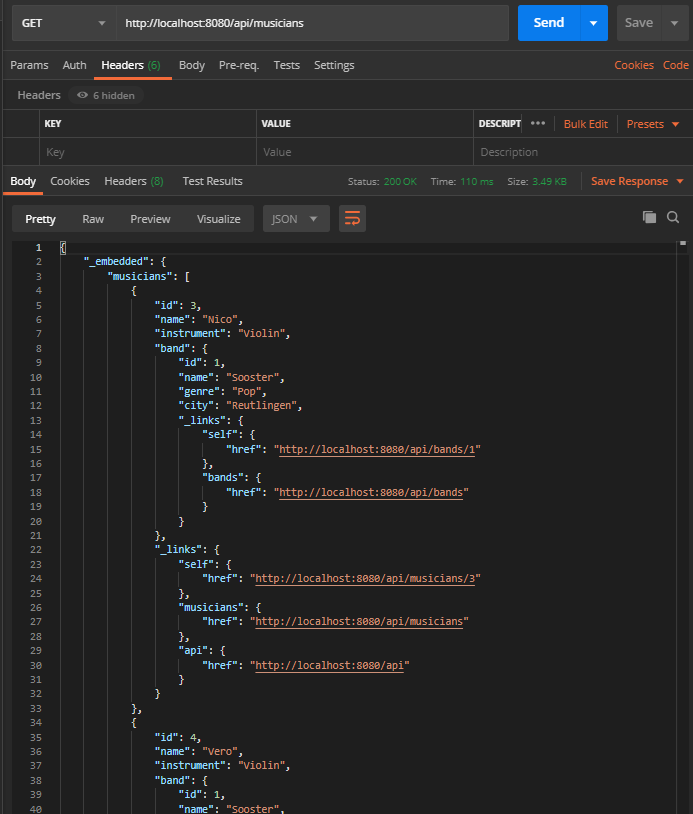 GET http://localhost:8080/api/musicians Send Save
Params Auth Headers (6) Body Pre-req. Tests Settings Cookies Code
Headers 6 hidden
KEY VALUE DESCRIPT ••• Bulk Edit Presets
Key Value Description
Body Cookies Headers (8) Test Results Status: 200 OK Time: 110 ms Size: 3.49 KB Save Response
Pretty Raw Preview Visualize JSON
1 {
2 "_embedded": {
3 "musicians": [
4 {
5 "id": 3,
6 "name": "Nico",
7 "instrument": "Violin",
8 "band": {
9 "id": 1,
10 "name": "Sooster",
11 "genre": "Pop",
12 "city": "Reutlingen",
13 "_links": {
14 "self": {
15 "href": "http://localhost:8080/api/bands/1"
16 },
17 "bands": {
18 "href": "http://localhost:8080/api/bands"
19 }
20 }
21 },
22 "_links": {
23 "self": {
24 "href": "http://localhost:8080/api/musicians/3"
25 },
26 "musicians": {
27 "href": "http://localhost:8080/api/musicians"
28 },
29 "api": {
30 "href": "http://localhost:8080/api"
31 }
32 }
33 },
34 {
35 "id": 4,
36 "name": "Vero",
37 "instrument": "Violin",
38 "band": {
39 "id": 1,
40 "name": "Sooster",